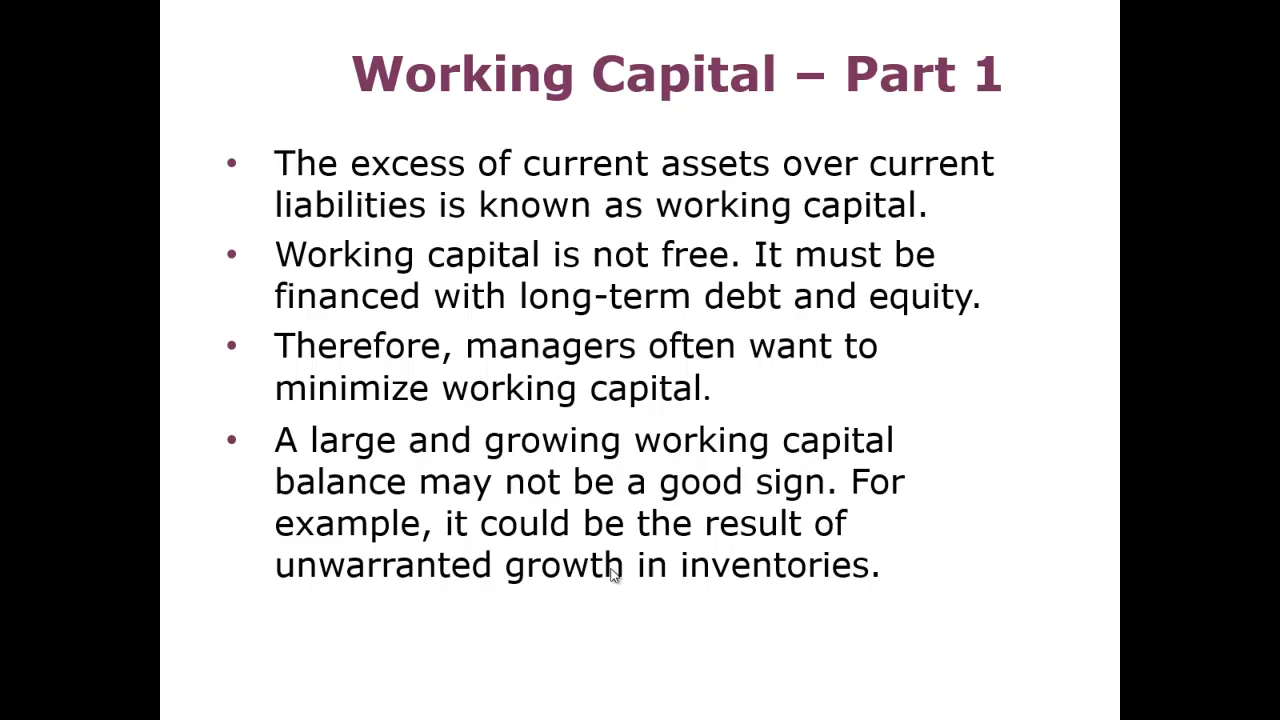 Working Capital – Part 1
• The excess of current assets over current
liabilities is known as working capital.
• Working capital is not free. It must be
financed with long-term debt and equity.
• Therefore, managers often want to
minimize working capital.
• A large and growing working capital
balance may not be a good sign. For
example, it could be the result of
unwarranted growth in inventories.